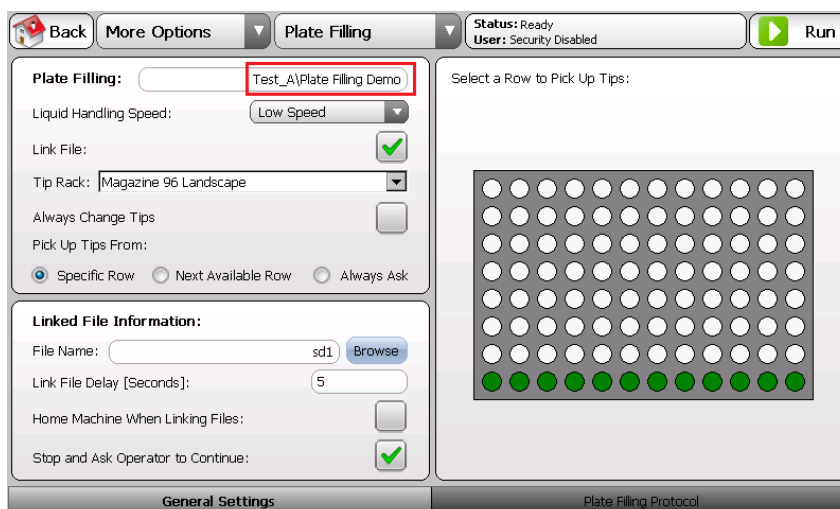 Back
More Options
Plate Filling
Status: Ready
User: Security Disabled
Run
Plate Filling: Test_A\Plate Filling Demo
Liquid Handling Speed: Low Speed
Link File:
Tip Rack: Magazine 96 Landscape
Always Change Tips
Pick Up Tips From:
Specific Row Next Available Row Always Ask
Linked File Information:
File Name: sd1 Browse
Link File Delay [Seconds]: 5
Home Machine When Linking Files:
Stop and Ask Operator to Continue:
Select a Row to Pick Up Tips:
General Settings
Plate Filling Protocol